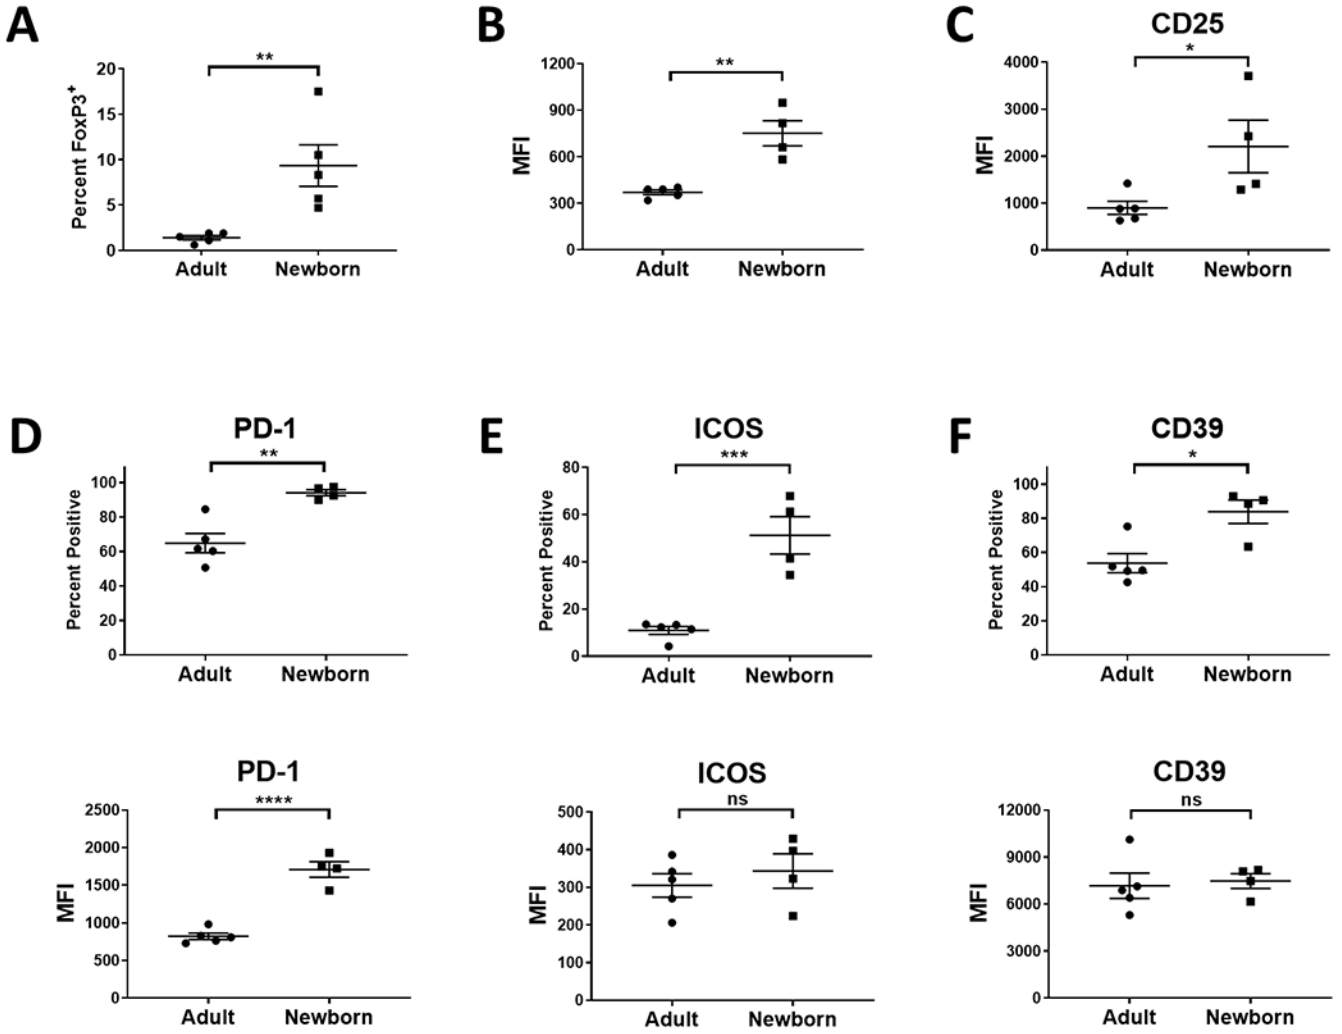 A
**
Percent FoxP3+
20
15
10
5
0
Adult Newborn
B
**
MFI
1200
900
600
300
0
Adult Newborn
C
CD25
*
MFI
4000
3000
2000
1000
0
Adult Newborn
D
PD-1
**
Percent Positive
100
80
60
40
20
0
Adult Newborn
E
ICOS
***
Percent Positive
80
60
40
20
0
Adult Newborn
F
CD39
*
Percent Positive
100
80
60
40
20
0
Adult Newborn
PD-1
****
MFI
2500
2000
1500
1000
500
0
Adult Newborn
ICOS
ns
MFI
500
400
300
200
100
0
Adult Newborn
CD39
ns
MFI
12000
9000
6000
3000
0
Adult Newborn